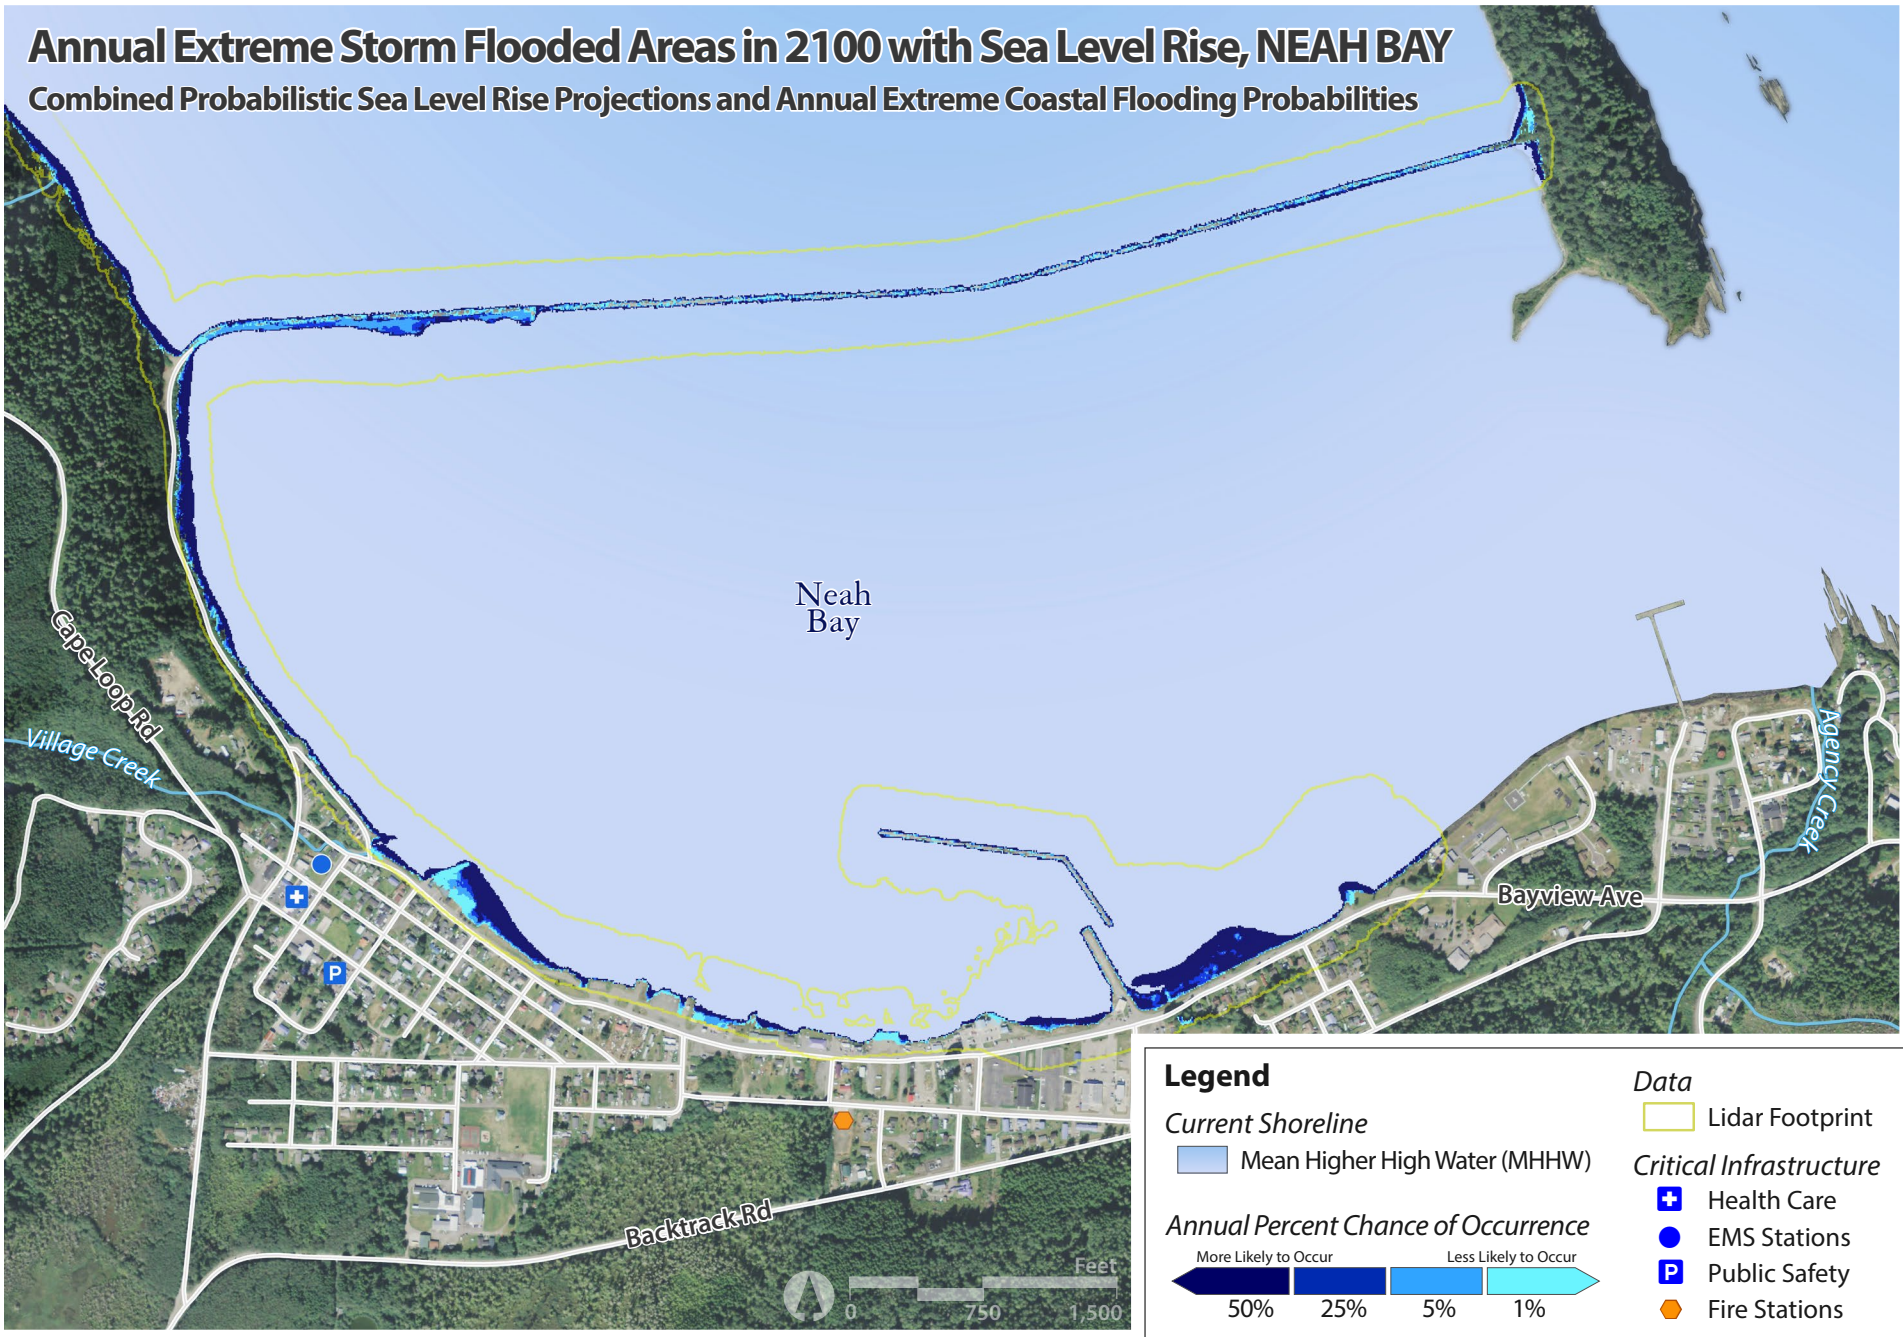 Annual Extreme Storm Flooded Areas in 2100 with Sea Level Rise, NEAH BAY
Combined Probabilistic Sea Level Rise Projections and Annual Extreme Coastal Flooding Probabilities
Neah
Bay
Cape Loop Rd
Village Creek
Agency Creek
Bayview Ave
P
Backtrack Rd
Feet
0 750 1,500
Legend
Current Shoreline
Mean Higher High Water (MHHW)
Annual Percent Chance of Occurrence
More Likely to Occur Less Likely to Occur
50% 25% 5% 1%
Data
Lidar Footprint
Critical Infrastructure
Health Care
EMS Stations
P Public Safety
Fire Stations